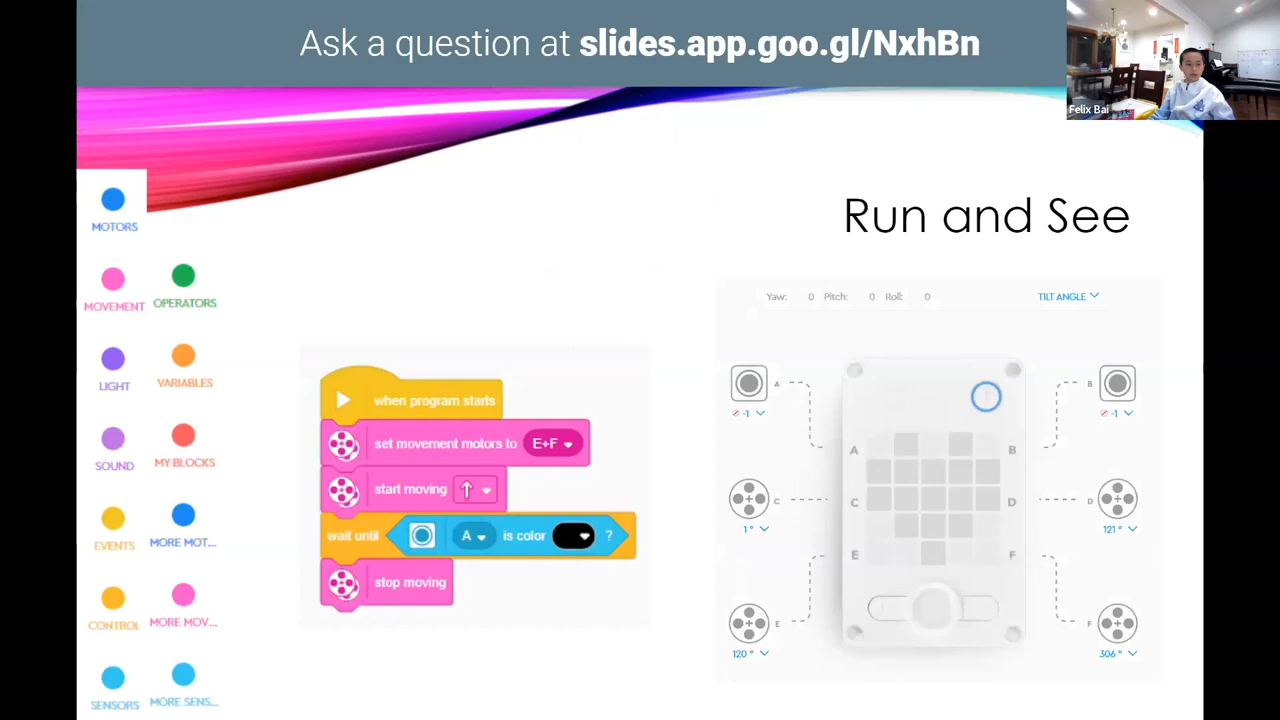 Ask a question at slides.app.goo.gl/NxhBn
Felix Bai
Run and See
MOTORS
MOVEMENT
OPERATORS
LIGHT
VARIABLES
SOUND
MY BLOCKS
EVENTS
MORE MOT...
CONTROL
MORE MOV...
SENSORS
MORE SENS...
when program starts
set movement motors to E+F
start moving
wait until A is color ?
stop moving
Yaw: 0 Pitch: 0 Roll: 0 TILT ANGLE
A
-1
B
-1
A B
C
1°
D
121°
C D
E
120°
F
306°
E F